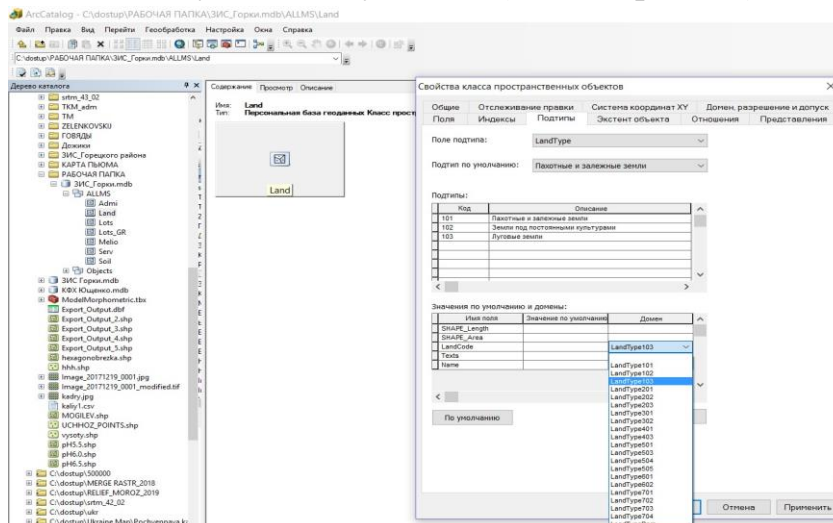 ArcCatalog - C:\dostup\РАБОЧАЯ ПАПКА\ЗИС_Горки.mdb\ALLMS\Land
Файл Правка Вид Перейти Геообработка Настройка Окна Справка
C:\dostup\РАБОЧАЯ ПАПКА\ЗИС_Горки.mdb\ALLMS\Land
Дерево каталога
srtm_43_02
TKM_adm
TM
ZELENKOVSKIJ
ГОВЯДЫ
Дежики
ЗИС_Горецкого района
КАРТА ПЬЮМА
РАБОЧАЯ ПАПКА
ЗИС_Горки.mdb
ALLMS
Admi
Land
Lots
Lots_GR
Melio
Serv
Soil
Objects
ЗИС Горки.mdb
КФХ Ющенко.mdb
ModelMorphometric.tbx
Export_Output.dbf
Export_Output_2.shp
Export_Output_3.shp
Export_Output_4.shp
Export_Output_5.shp
hexagonobrezka.shp
hhh.shp
Image_20171219_0001.jpg
Image_20171219_0001_modified.tif
kadry.jpg
kaliy1.csv
MOGILEV.shp
UCHHOZ_POINTS.shp
vysoty.shp
pH5.5.shp
pH6.0.shp
pH6.5.shp
C:\dostup\500000
C:\dostup\MERGE RASTR_2018
C:\dostup\RELIEF_MOROZ_2019
C:\dostup\srtm_42_02
C:\dostup\ukr
Содержание Просмотр Описание
Имя: Land
Тип: Персональная база геоданных Класс прост
Land
Свойства класса пространственных объектов
Общие Отслеживание правки Система координат XY Домен, разрешение и допуск
Поля Индексы Подтипы Экстент объекта Отношения Представления
Поле подтипа: LandType
Подтип по умолчанию: Пахотные и залежные земли
Подтипы:
Код Описание
101 Пахотные и залежные земли
102 Земли под постоянными культурами
103 Луговые земли
Значения по умолчанию и домены:
Имя поля Значение по умолчанию Домен
SHAPE_Length
SHAPE_Area
LandCode LandType103
Texts
Name
LandType101
LandType102
LandType103
LandType201
LandType202
LandType203
LandType301
LandType302
LandType401
LandType403
LandType501
LandType503
LandType504
LandType505
LandType601
LandType602
LandType701
LandType702
LandType703
LandType704
По умолчанию
Отмена Применить